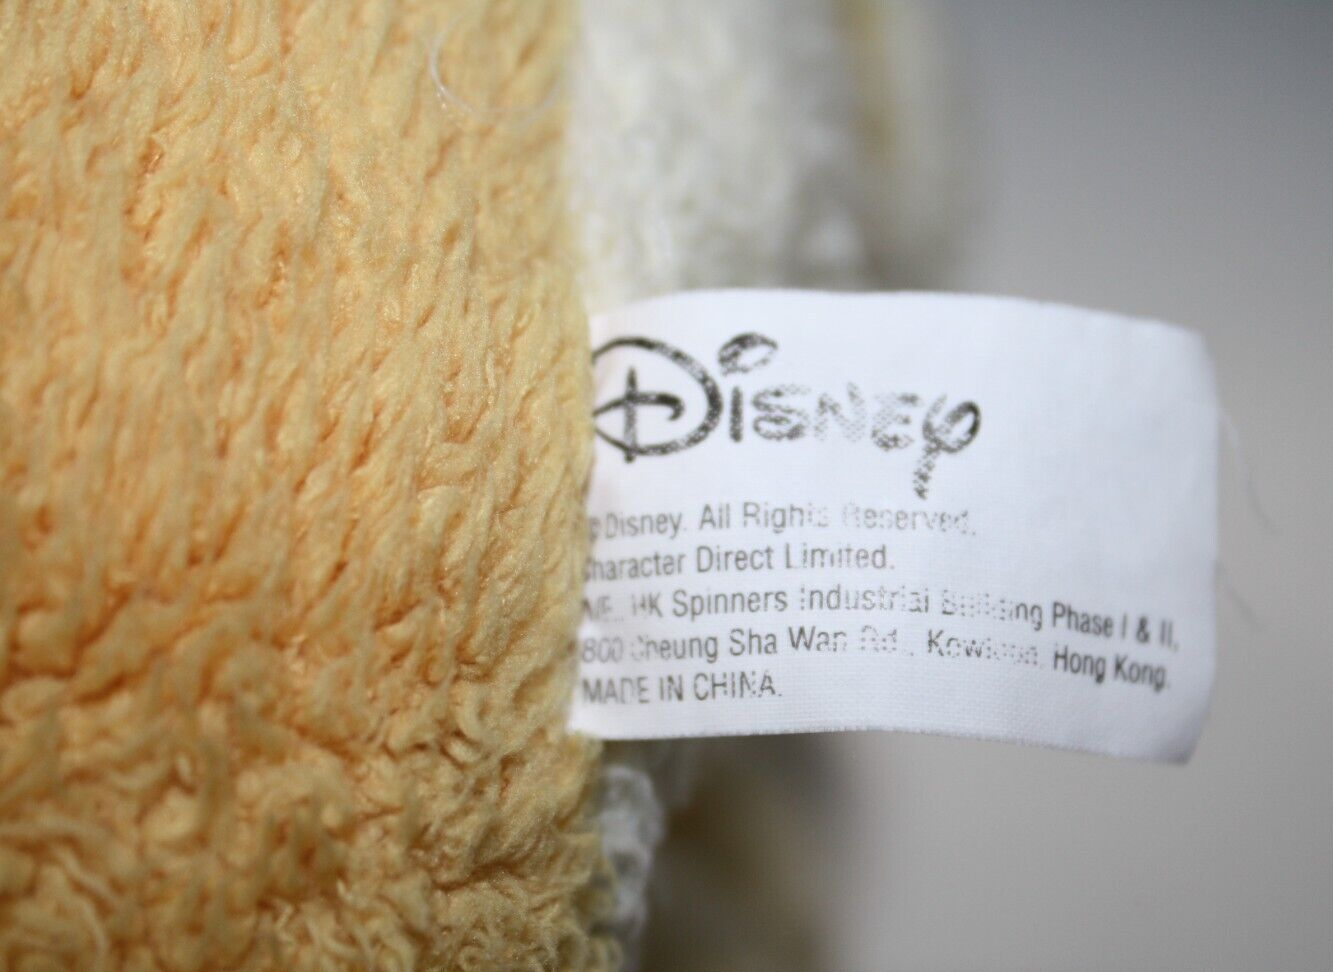 Disney
© Disney. All Rights Reserved.
Character Direct Limited.
HK Spinners Industrial Building Phase I & II,
800 Cheung Sha Wan Rd., Kowloon, Hong Kong.
MADE IN CHINA.